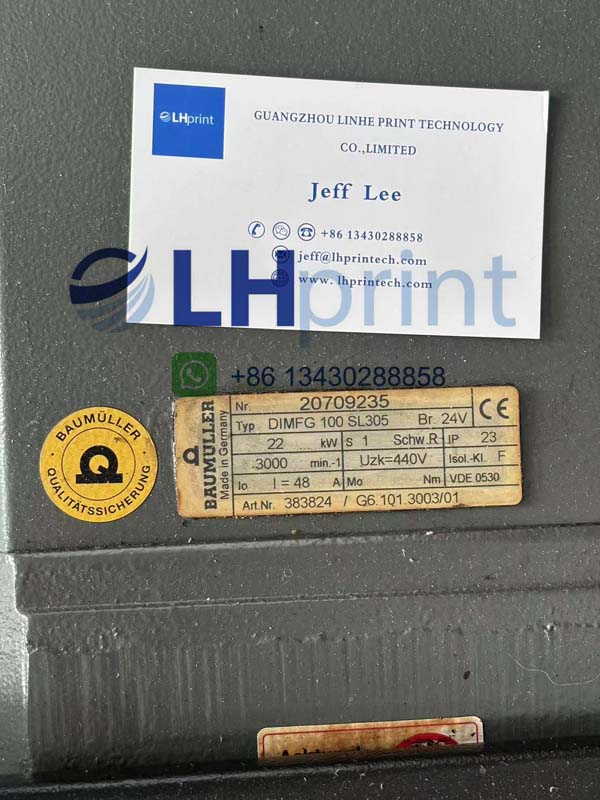 LHprint
GUANGZHOU LINHE PRINT TECHNOLOGY
CO.,LIMITED
Jeff Lee
+86 13430288858
jeff@lhprintech.com
www.lhprintech.com
LHprint
+86 13430288858
BAUMÜLLER
Q
QUALITÄTSSICHERUNG
BAUMÜLLER
Made in Germany
Nr. 20709235
Typ DIMFG 100 SL305 Br. 24V CE
22 kW S 1 Schw.R IP 23
3000 min.-1 Uzk=440V Isol.-Kl. F
Io I = 48 A Mo Nm VDE 0530
Art.Nr. 383824 / G6.101.3003/01